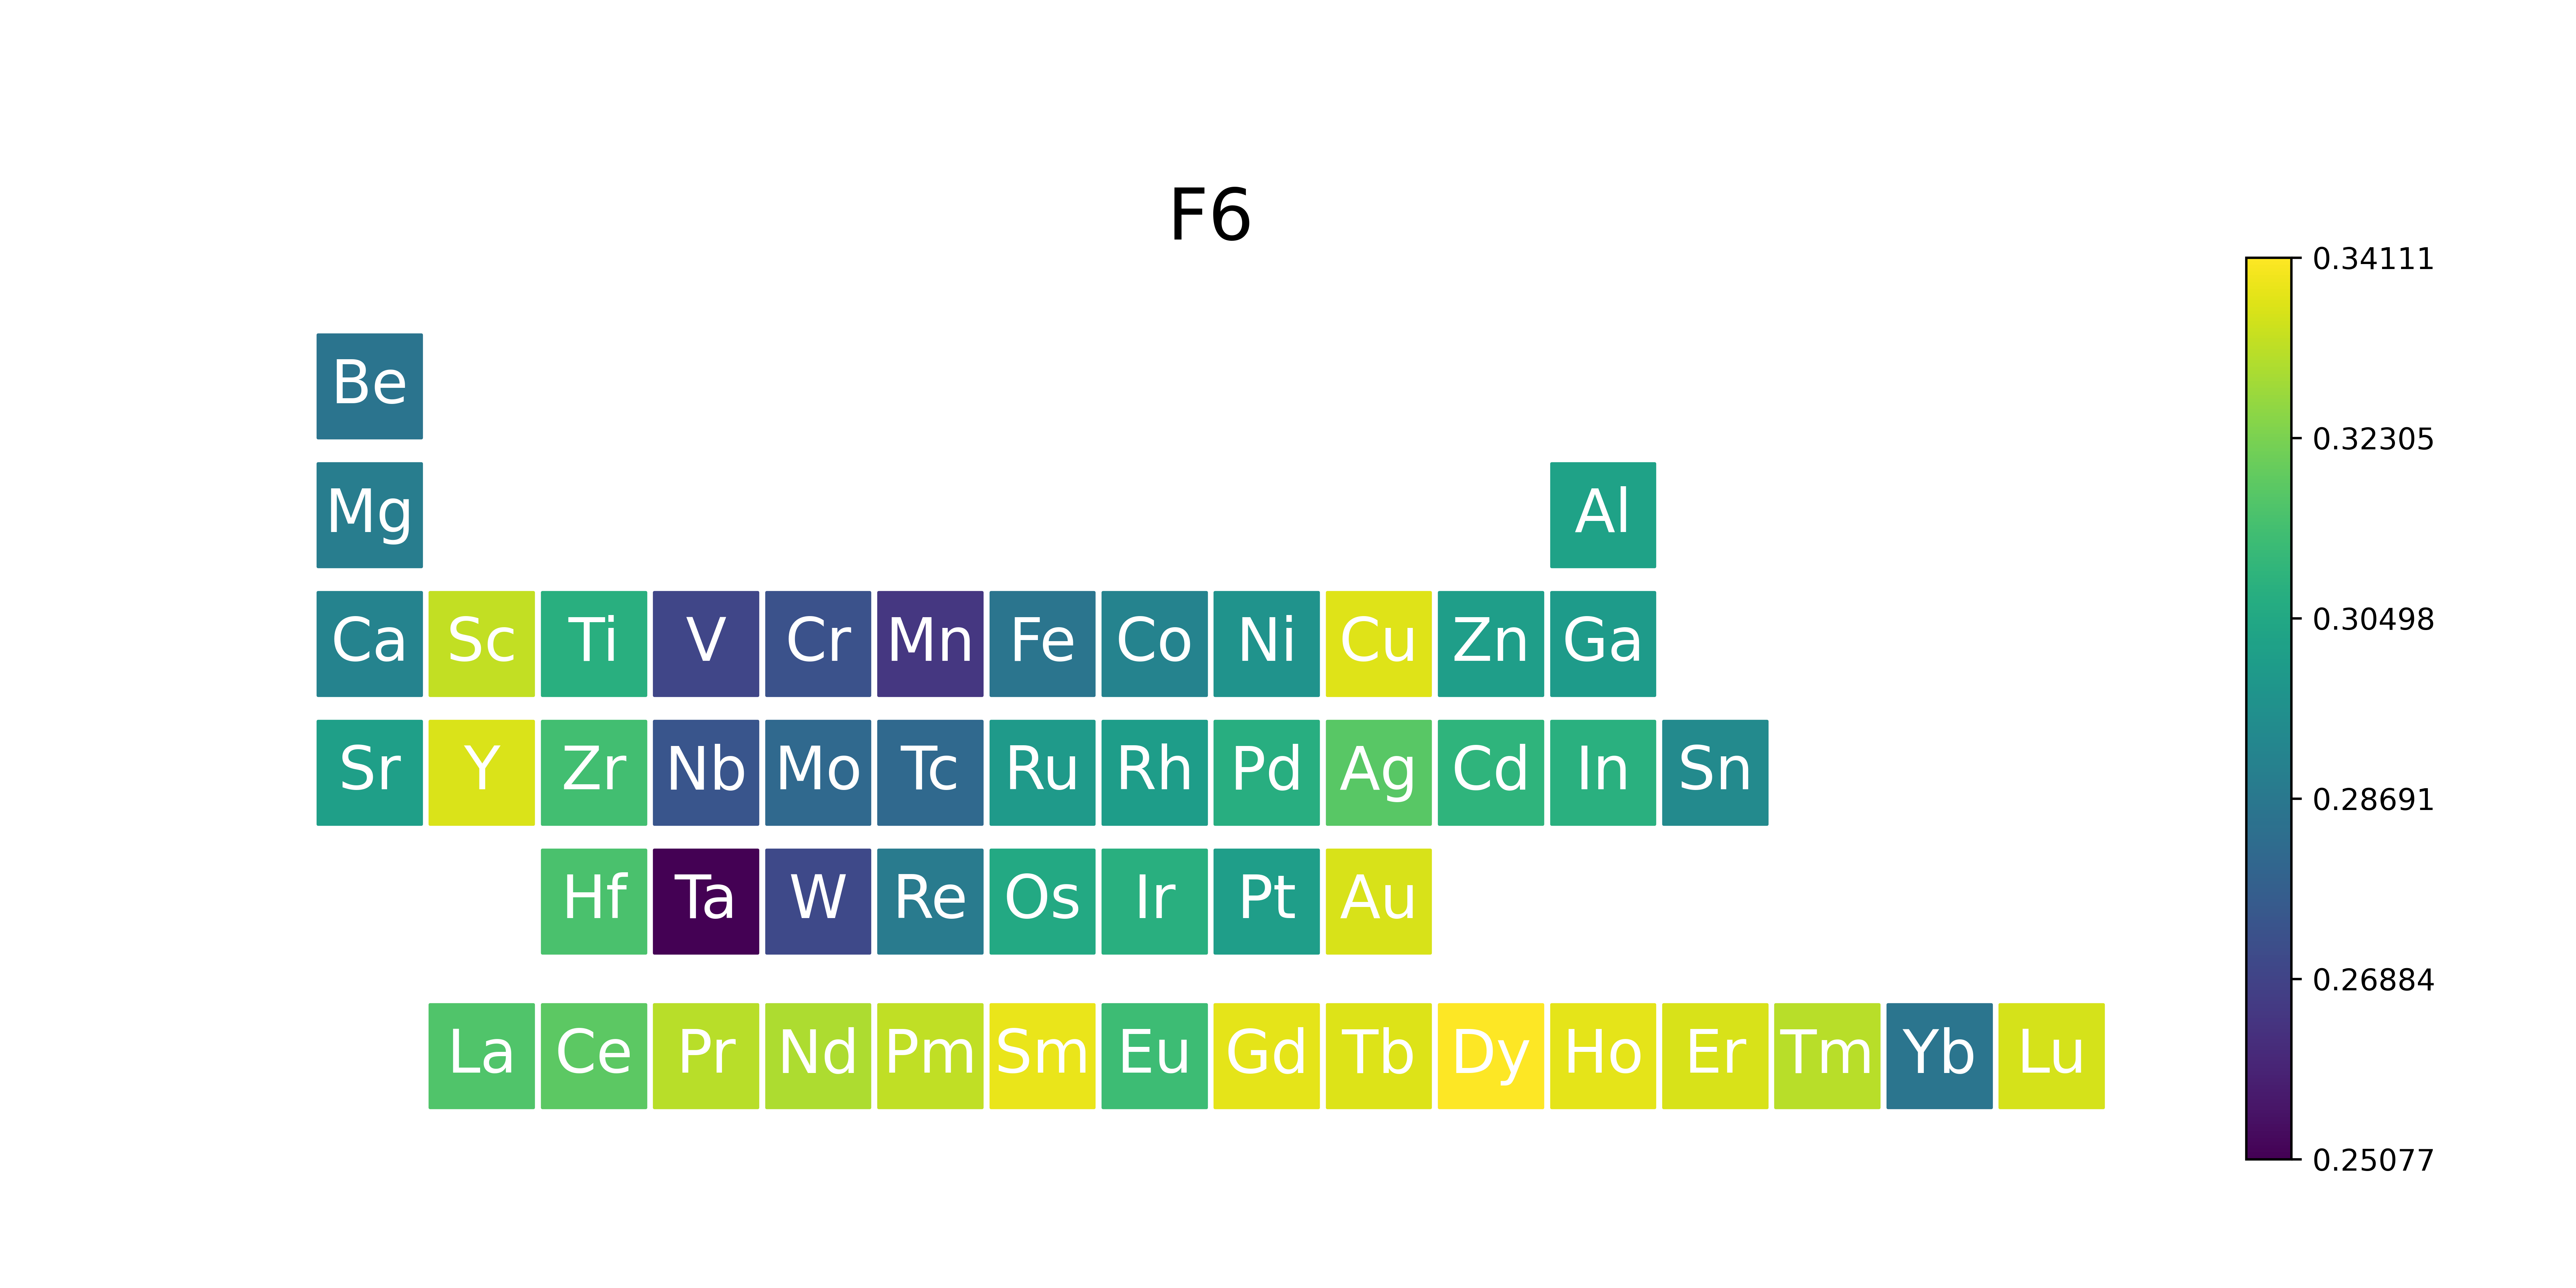 F6
Be
Mg Al
Ca Sc Ti V Cr Mn Fe Co Ni Cu Zn Ga
Sr Y Zr Nb Mo Tc Ru Rh Pd Ag Cd In Sn
Hf Ta W Re Os Ir Pt Au
La Ce Pr Nd Pm Sm Eu Gd Tb Dy Ho Er Tm Yb Lu
0.34111
0.32305
0.30498
0.28691
0.26884
0.25077